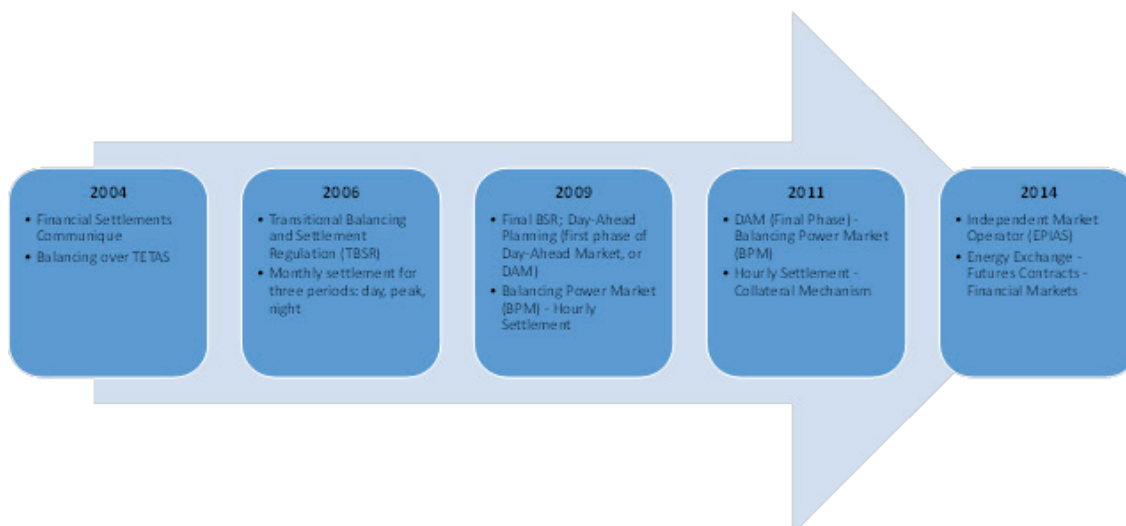 2004
• Financial Settlements
Communique
• Balancing over TETAS
2006
• Transitional Balancing
and Settlement
Regulation (TBSR)
• Monthly settlement for
three periods: day, peak,
night
2009
• Final BSR; Day-Ahead
Planning (first phase of
Day-Ahead Market, or
DAM)
• Balancing Power Market
(BPM) - Hourly
Settlement
2011
• DAM (Final Phase) -
Balancing Power Market
(BPM)
• Hourly Settlement -
Collateral Mechanism
2014
• Independent Market
Operator (EPIAS)
• Energy Exchange -
Futures Contracts -
Financial Markets